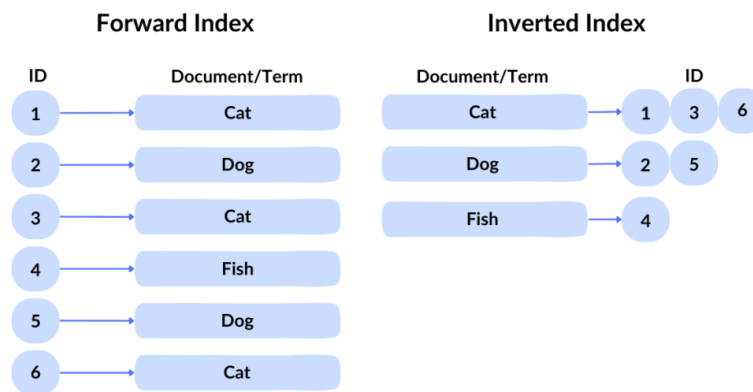 Forward Index
ID Document/Term
1 Cat
2 Dog
3 Cat
4 Fish
5 Dog
6 Cat
Inverted Index
Document/Term ID
Cat 1 3 6
Dog 2 5
Fish 4